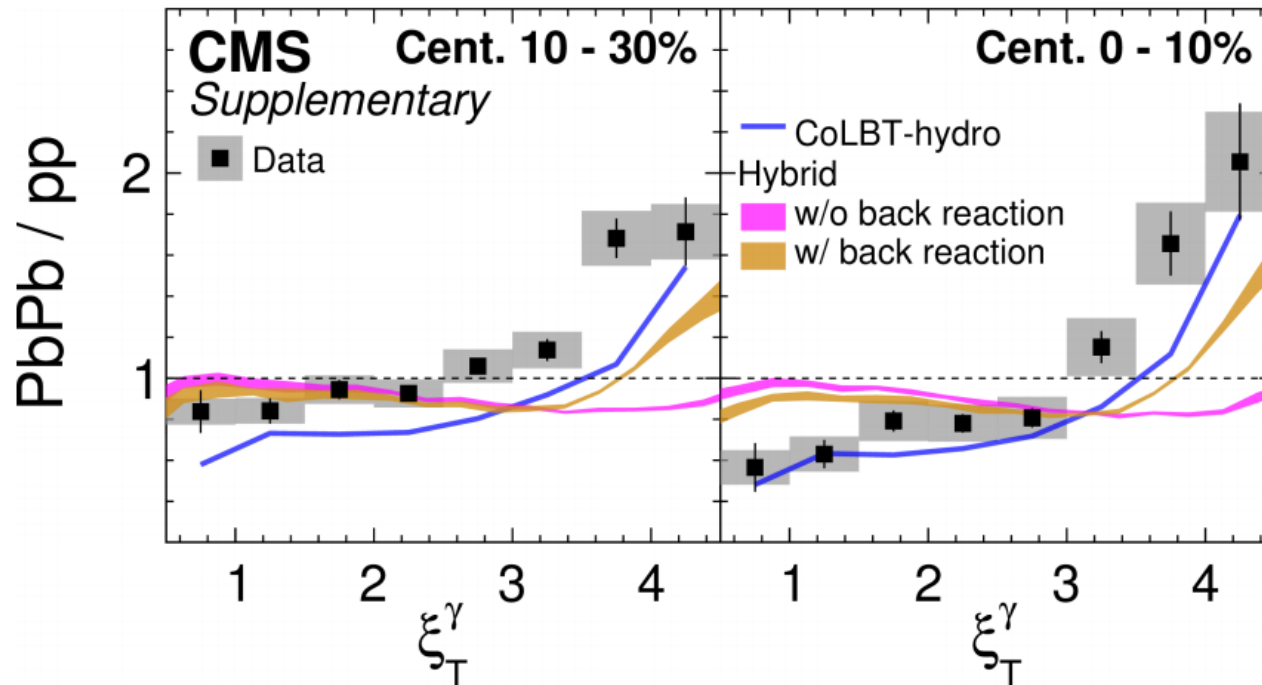 CMS
Supplementary
Data
Cent. 10 - 30%
Cent. 0 - 10%
CoLBT-hydro
Hybrid
w/o back reaction
w/ back reaction
PbPb / pp
2
1
1 2 3 4
1 2 3 4
ξ_T^γ
ξ_T^γ